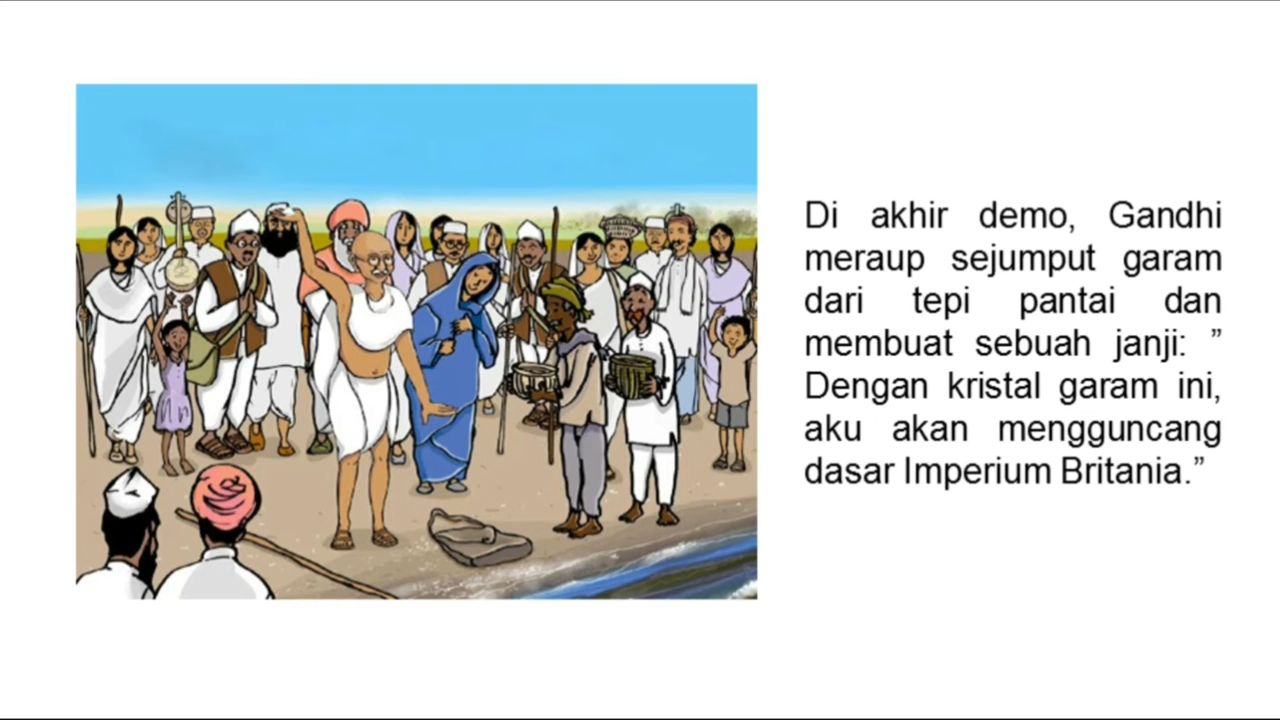 Di akhir demo, Gandhi
meraup sejumput garam
dari tepi pantai dan
membuat sebuah janji: ”
Dengan kristal garam ini,
aku akan mengguncang
dasar Imperium Britania.”